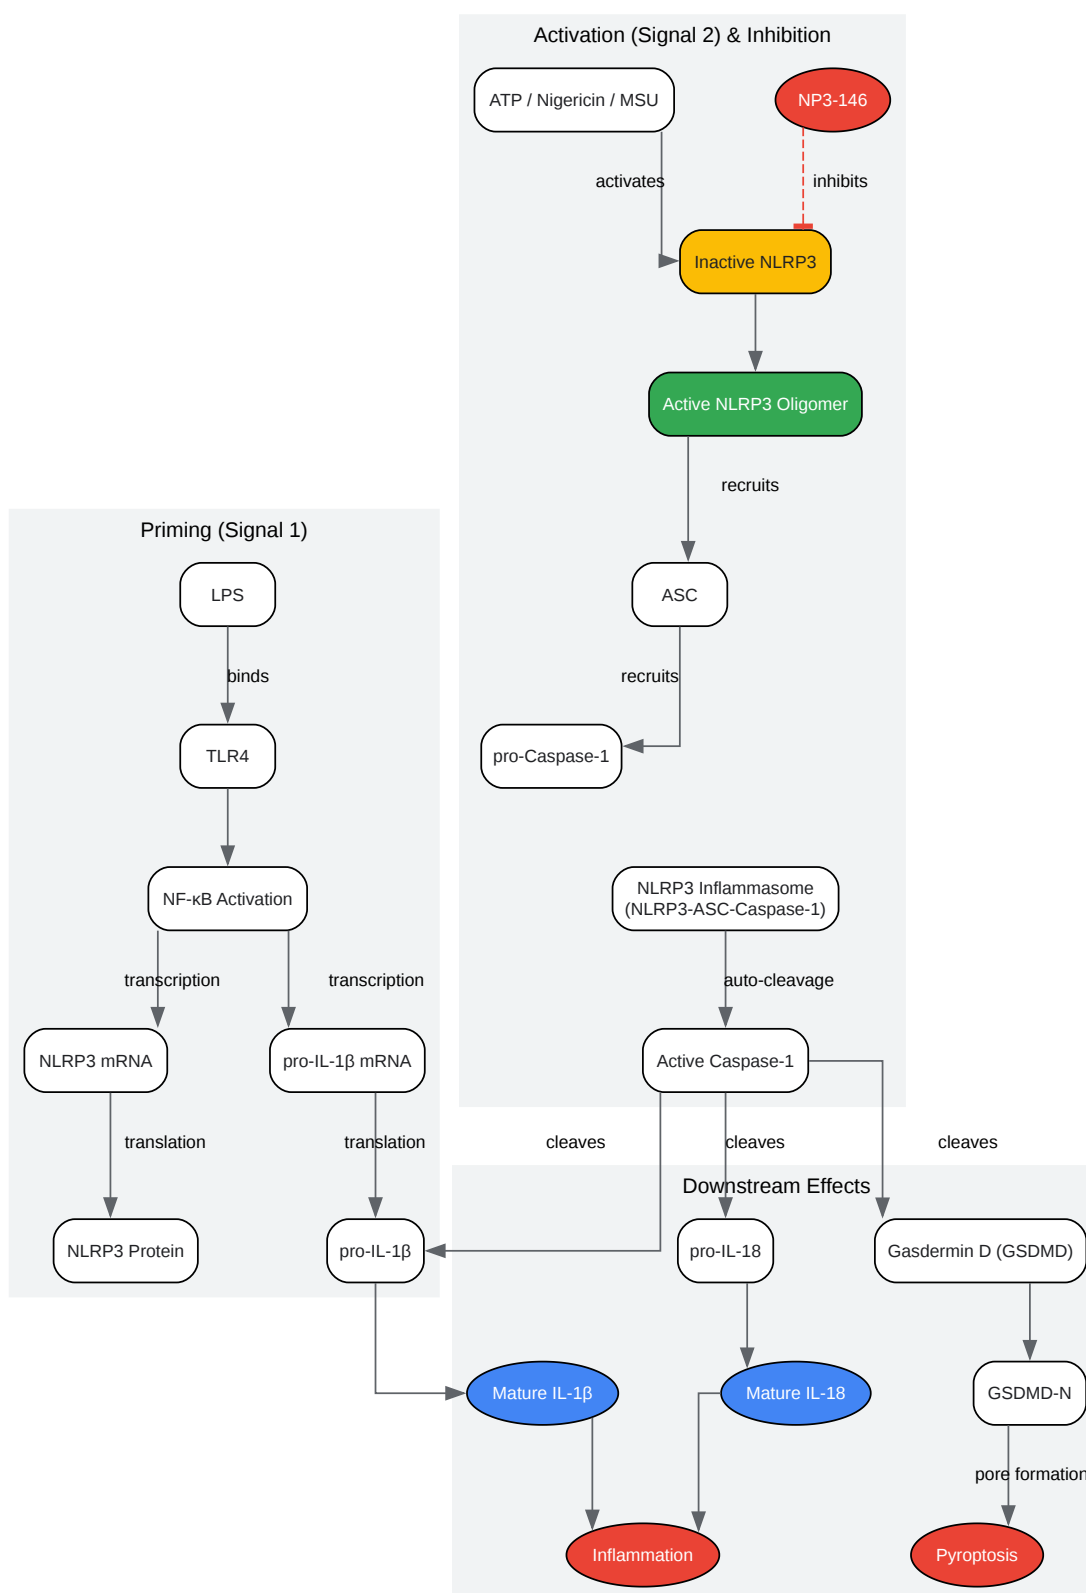 Activation (Signal 2) & Inhibition
ATP / Nigericin / MSU
NP3-146
activates
inhibits
Inactive NLRP3
Active NLRP3 Oligomer
recruits
Priming (Signal 1)
LPS
ASC
binds
recruits
TLR4
pro-Caspase-1
NF-κB Activation
NLRP3 Inflammasome
(NLRP3-ASC-Caspase-1)
transcription
transcription
auto-cleavage
NLRP3 mRNA
pro-IL-1β mRNA
Active Caspase-1
translation
translation
cleaves
cleaves
cleaves
Downstream Effects
NLRP3 Protein
pro-IL-1β
pro-IL-18
Gasdermin D (GSDMD)
Mature IL-1β
Mature IL-18
GSDMD-N
pore formation
Inflammation
Pyroptosis